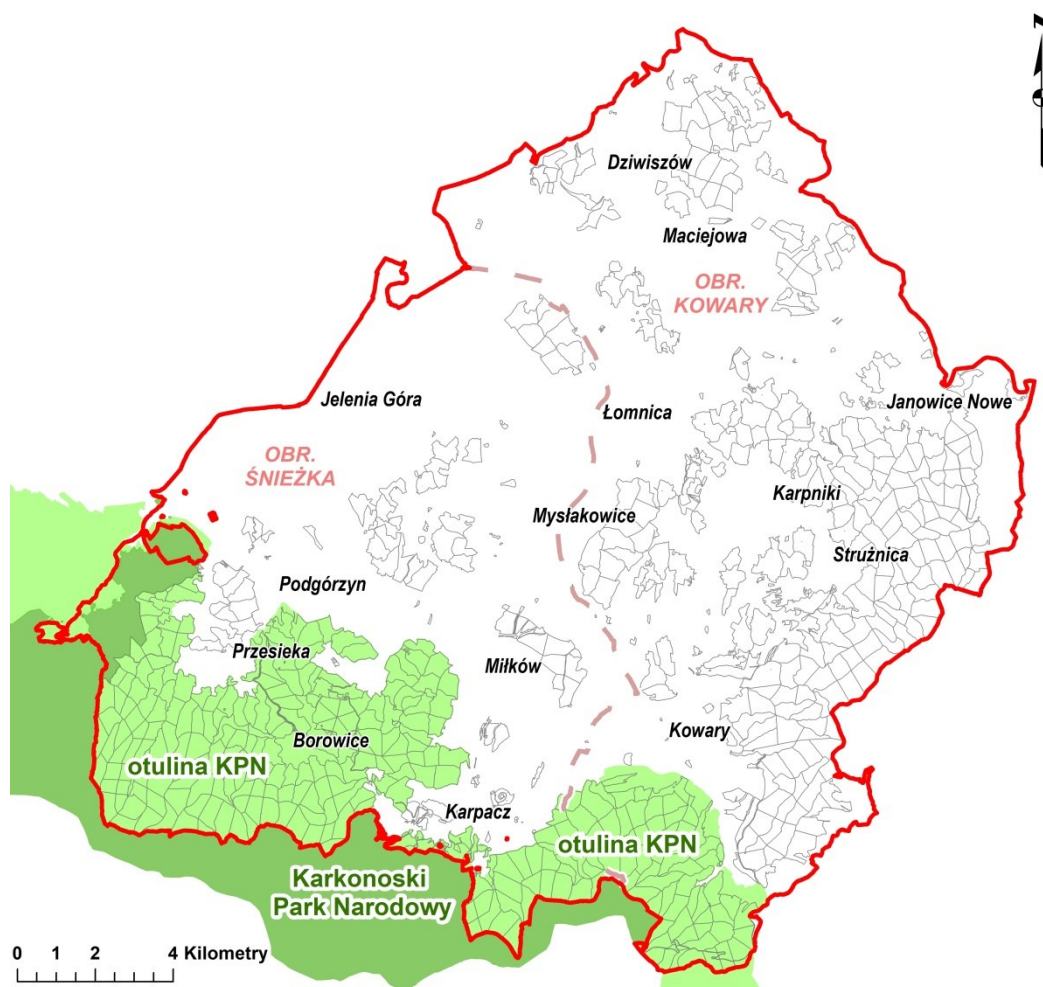 Dziwiszów
Maciejowa
OBR.
KOWARY
Jelenia Góra
Łomnica
Janowice Nowe
OBR.
ŚNIEŻKA
Karpniki
Mysłakowice
Strużnica
Podgórzyn
Przesieka
Miłków
Borowice
Kowary
otulina KPN
Karpacz
otulina KPN
Karkonoski
Park Narodowy
0 1 2 4 Kilometry